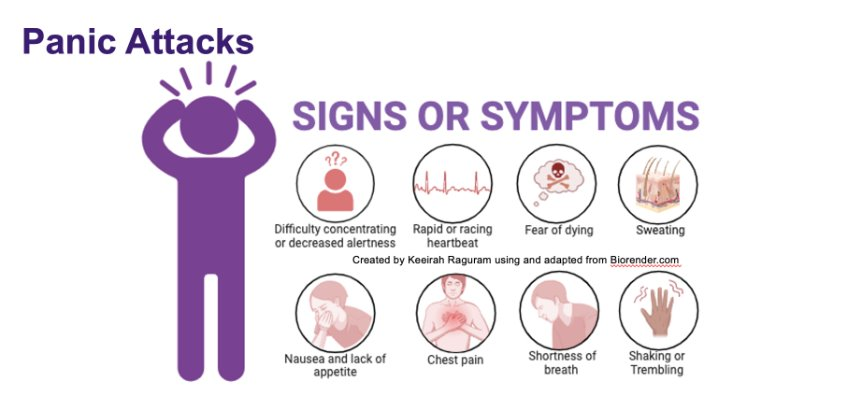 Panic Attacks
SIGNS OR SYMPTOMS
???
Difficulty concentrating
or decreased alertness
Rapid or racing
heartbeat
Fear of dying
Sweating
Created by Keeirah Raguram using and adapted from Biorender.com
Nausea and lack of
appetite
Chest pain
Shortness of
breath
Shaking or
Trembling